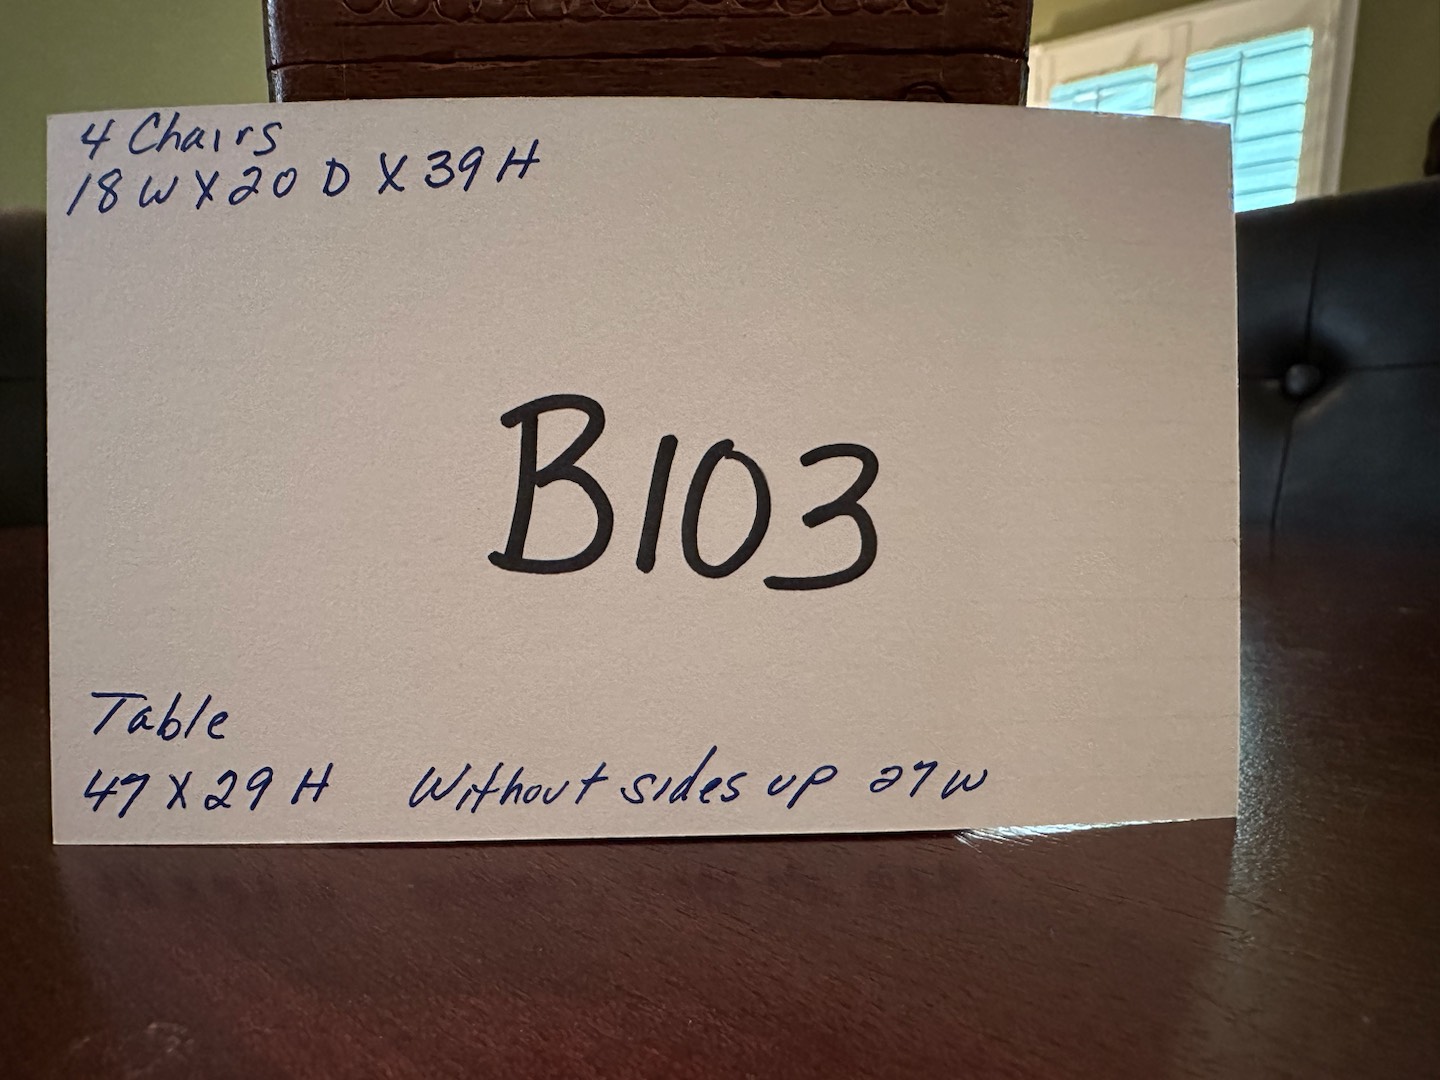 4 Chairs
18 W X 20 D X 39 H
B103
Table
47 X 29 H Without sides up 27 W